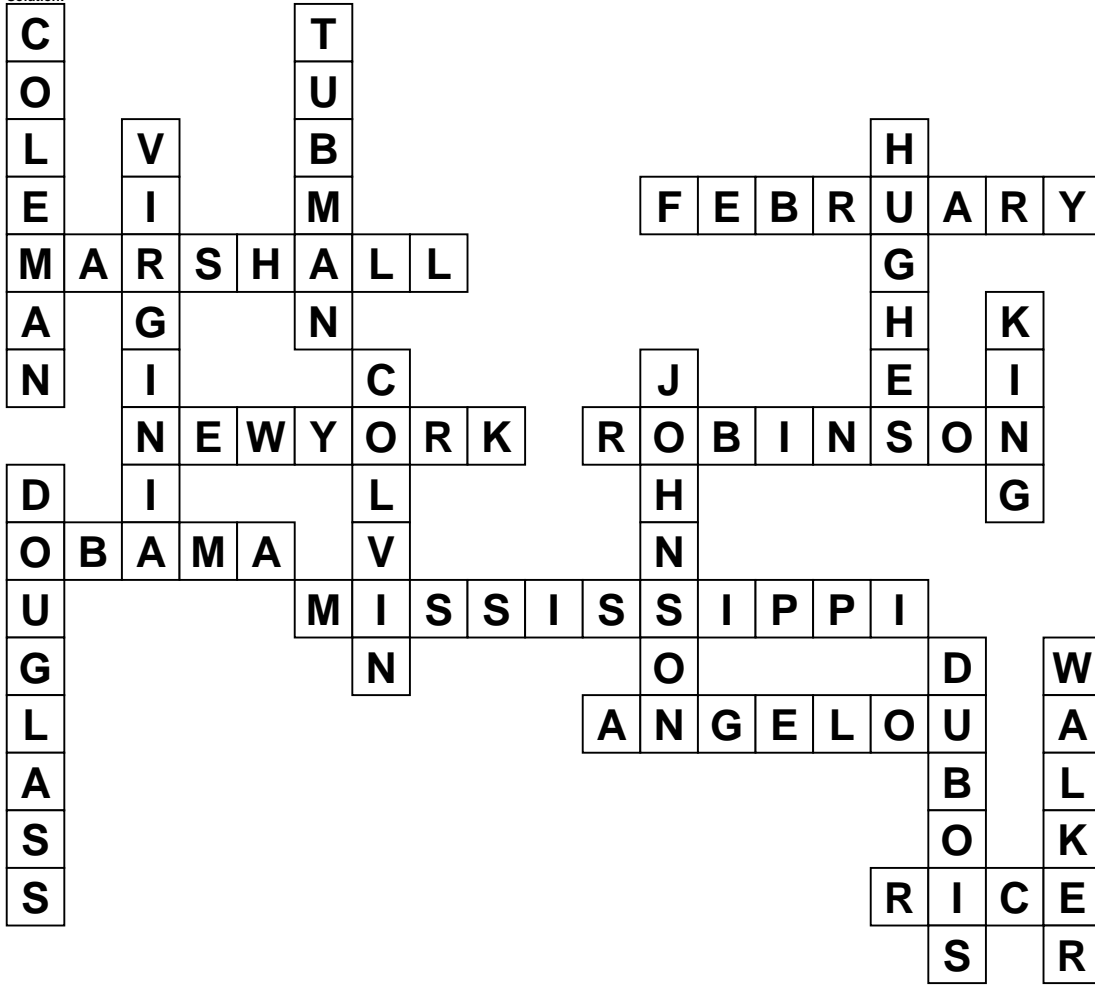 Solution:
C T
O U
L V B H
E I M F E B R U A R Y
M A R S H A L L G
A G N H K
N I C J E I
N E W Y O R K R O B I N S O N
D I L H G
O B A M A V N
U M I S S I S S I P P I
G N O D W
L A N G E L O U A
A B L
S O K
S R I C E
S R